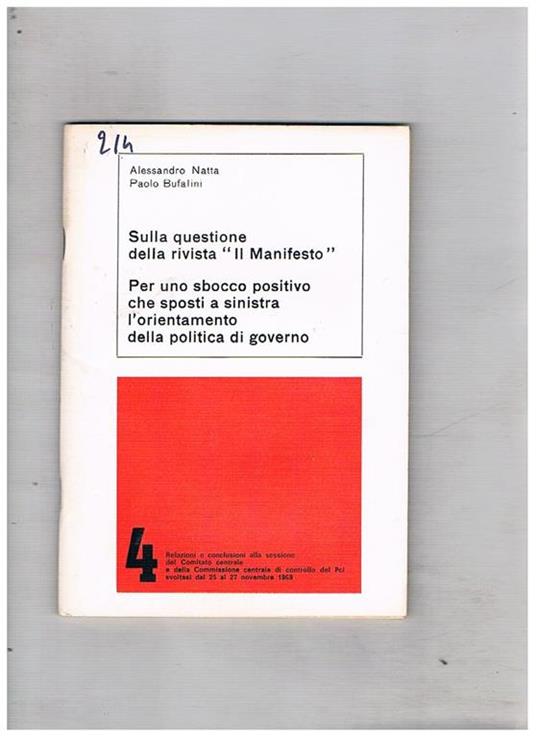 2/4
Alessandro Natta
Paolo Bufalini
Sulla questione
della rivista "Il Manifesto"
Per uno sbocco positivo
che sposti a sinistra
l'orientamento
della politica di governo
4
Relazioni e conclusioni alla sessione
del Comitato centrale
e della Commissione centrale di controllo del Pci
svoltasi dal 25 al 27 novembre 1969